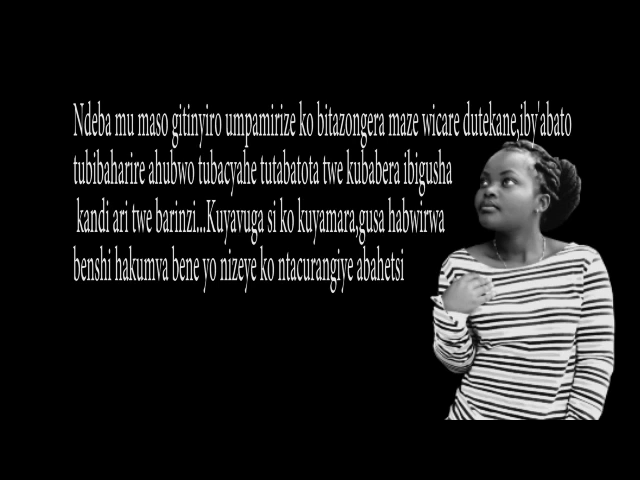 Ndeba mu maso gitinyiro umpamirize ko bitazongera maze wicare dutekane,iby'abato
tubibaharire ahubwo tubacyahe tutabatota twe kubabera ibigusha
kandi ari twe barinzi...Kuyavuga si ko kuyamara,gusa habwirwa
benshi hakumva bene yo nizeye ko ntacurangiye abahetsi